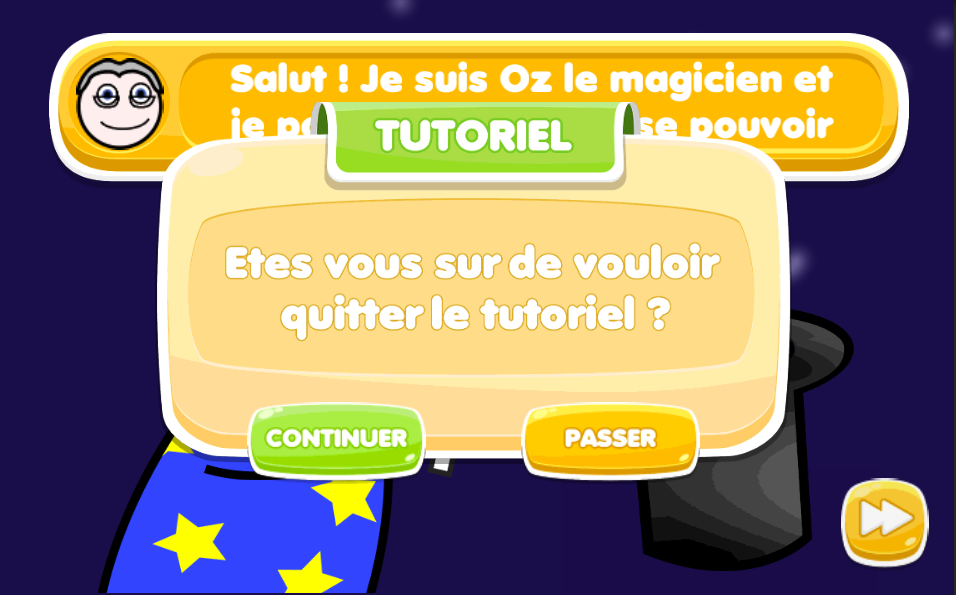 Salut ! Je suis Oz le magicien et
je se pouvoir
TUTORIEL
Etes vous sur de vouloir
quitter le tutoriel ?
CONTINUER
PASSER